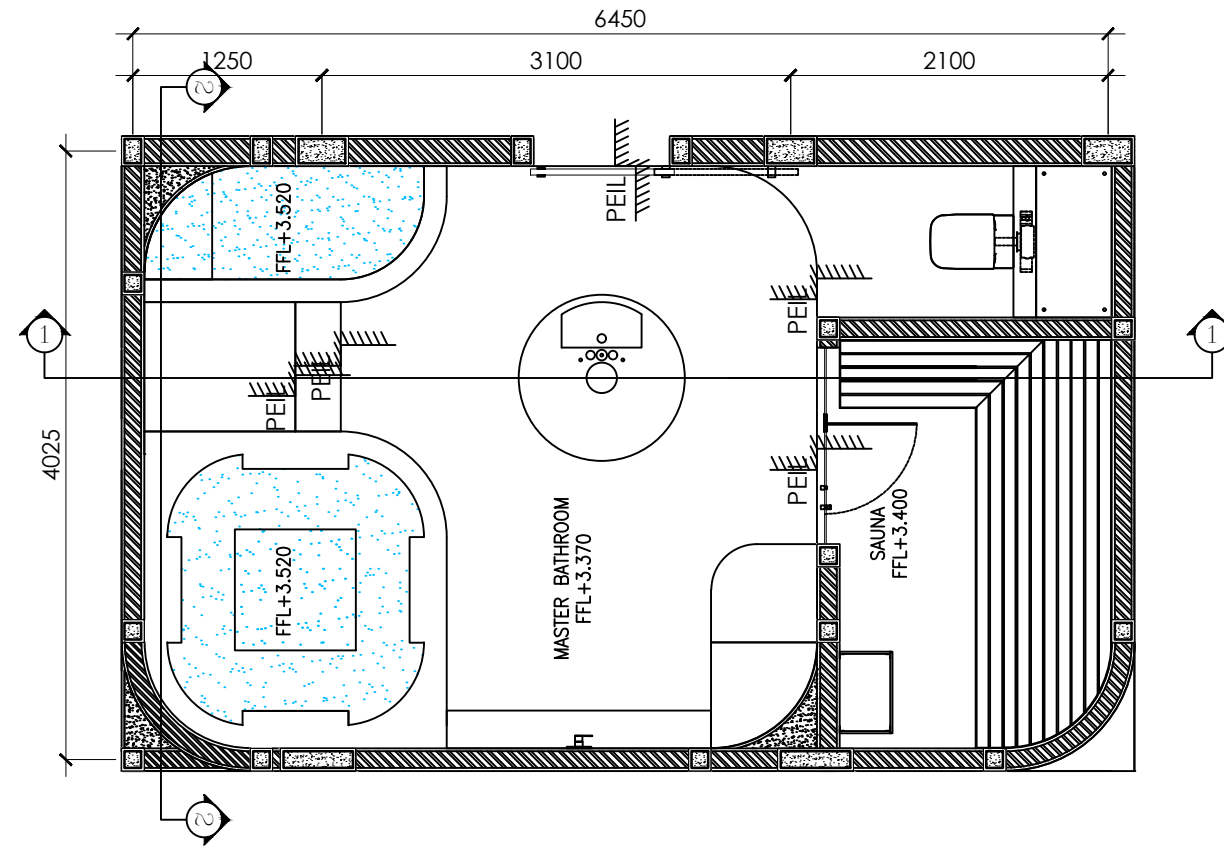 6450
1250
3100
2100
2
PEIL
FFL+3.520
PEIL
1
1
PEIL
PEIL
4025
PEIL
MASTER BATHROOM
FFL+3.370
SAUNA
FFL+3.400
FFL+3.520
2